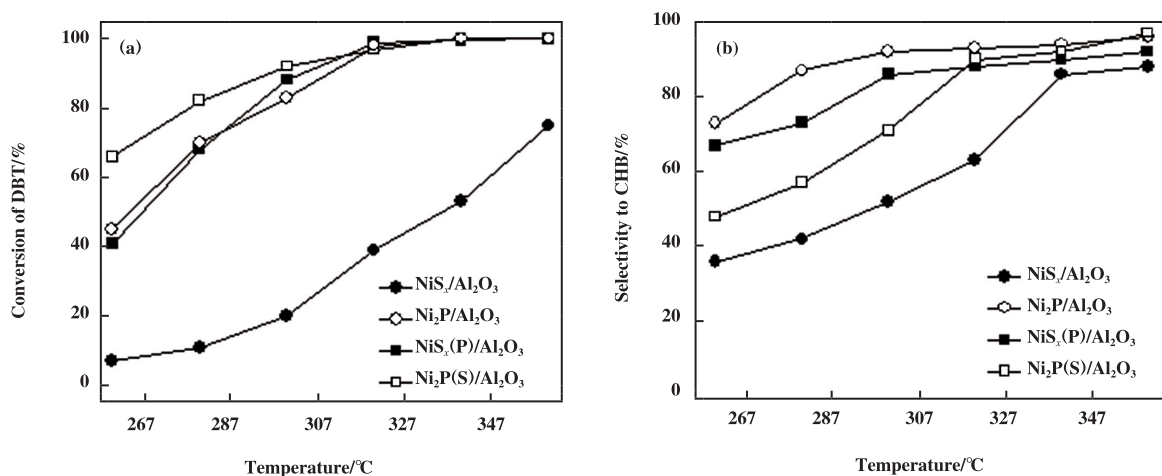 (a)
100
80
60
40
20
0
Conversion of DBT/%
NiSₓ/Al₂O₃
Ni₂P/Al₂O₃
NiSₓ(P)/Al₂O₃
Ni₂P(S)/Al₂O₃
267 287 307 327 347
Temperature/℃
(b)
100
80
60
40
20
0
Selectivity to CHB/%
NiSₓ/Al₂O₃
Ni₂P/Al₂O₃
NiSₓ(P)/Al₂O₃
Ni₂P(S)/Al₂O₃
267 287 307 327 347
Temperature/℃